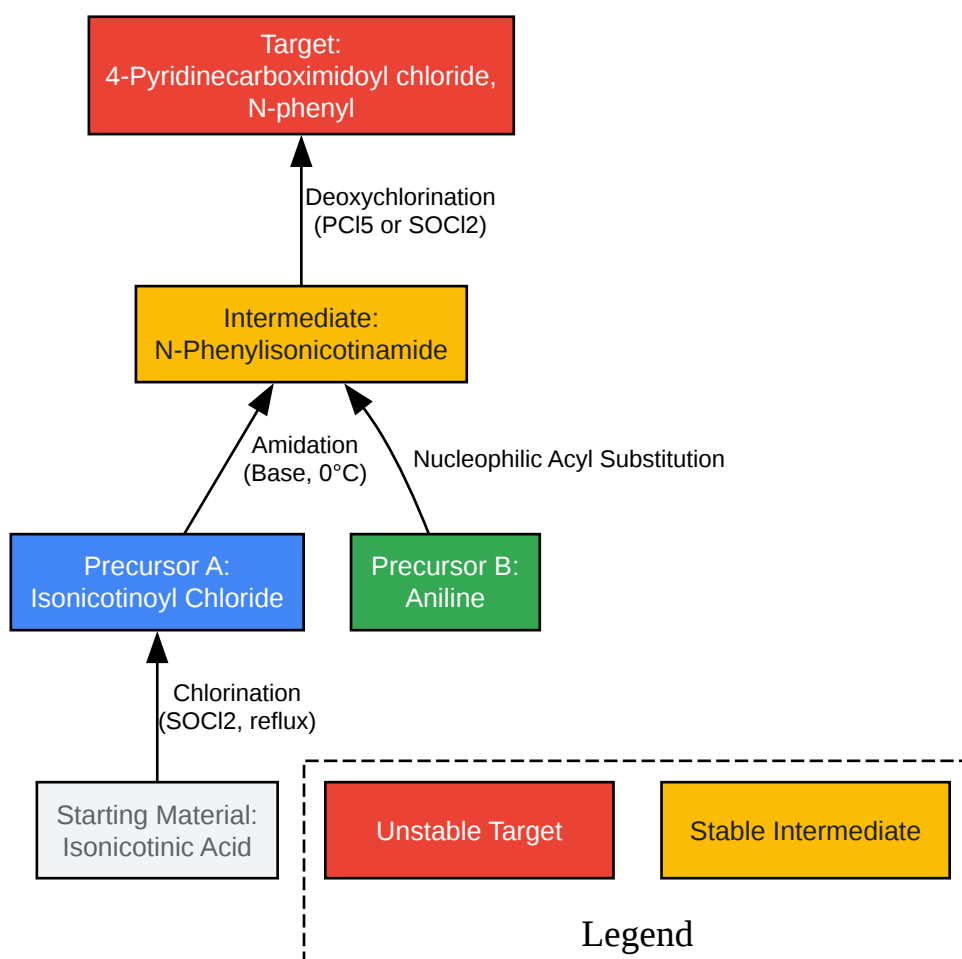 Target:
4-Pyridinecarboximidoyl chloride,
N-phenyl
Deoxychlorination
(PCl5 or SOCl2)
Intermediate:
N-Phenylisonicotinamide
Amidation
(Base, 0°C)
Nucleophilic Acyl Substitution
Precursor A:
Isonicotinoyl Chloride
Precursor B:
Aniline
Chlorination
(SOCl2, reflux)
Starting Material:
Isonicotinic Acid
Unstable Target
Stable Intermediate
Legend